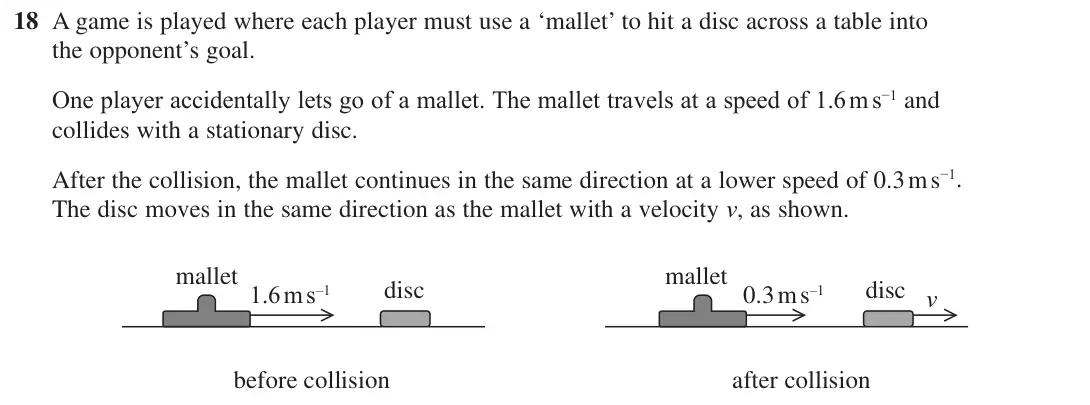 18 A game is played where each player must use a ‘mallet’ to hit a disc across a table into
the opponent’s goal.
One player accidentally lets go of a mallet. The mallet travels at a speed of 1.6 m s⁻¹ and
collides with a stationary disc.
After the collision, the mallet continues in the same direction at a lower speed of 0.3 m s⁻¹.
The disc moves in the same direction as the mallet with a velocity v, as shown.
mallet
1.6 m s⁻¹
disc
before collision
mallet
0.3 m s⁻¹
disc
v
after collision